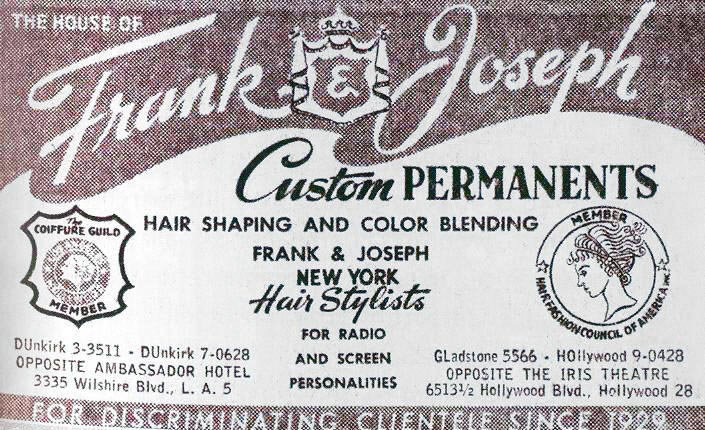 THE HOUSE OF
Frank & Joseph
Custom PERMANENTS
HAIR SHAPING AND COLOR BLENDING
FRANK & JOSEPH
NEW YORK
Hair Stylists
FOR RADIO
AND SCREEN
PERSONALITIES
The
COIFFURE GUILD
MEMBER
MEMBER
HAIR FASHION COUNCIL OF AMERICA INC.
DUnkirk 3-3511 - DUnkirk 7-0628
OPPOSITE AMBASSADOR HOTEL
3335 Wilshire Blvd., L. A. 5
GLadstone 5566 - HOllywood 9-0428
OPPOSITE THE IRIS THEATRE
6513½ Hollywood Blvd., Hollywood 28
FOR DISCRIMINATING CLIENTELE SINCE 1929